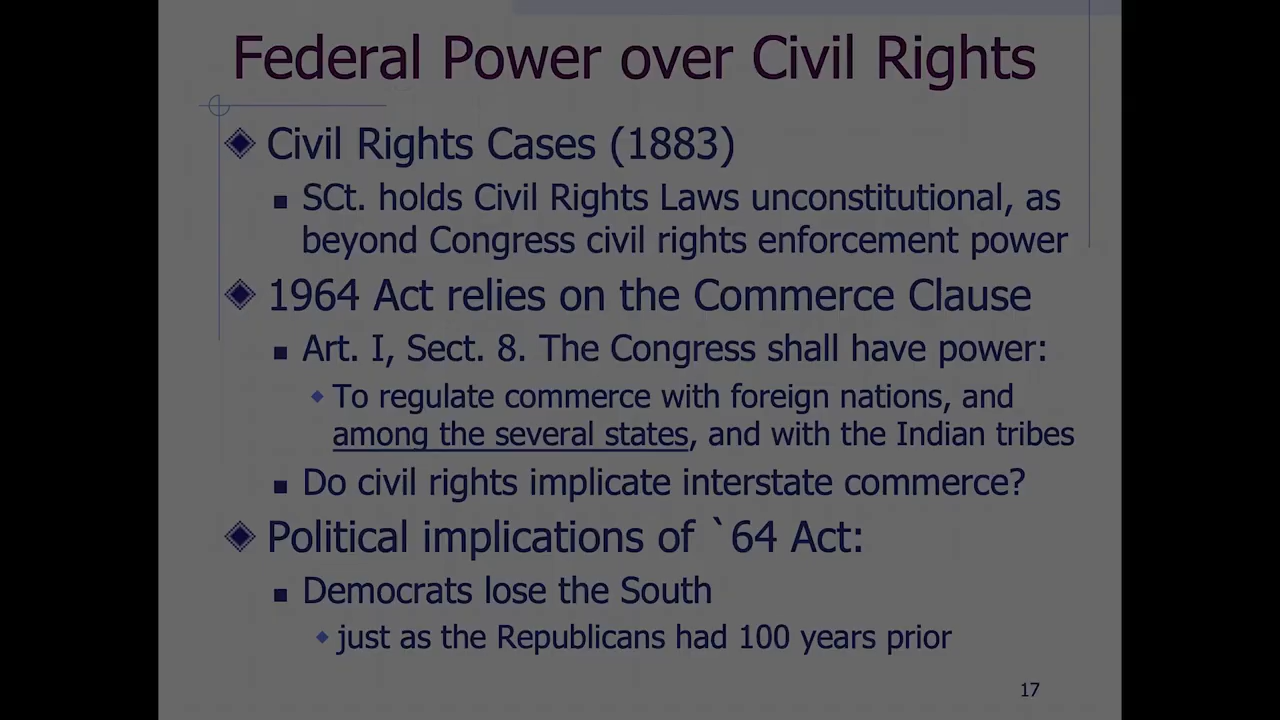 Federal Power over Civil Rights
Civil Rights Cases (1883)
SCt. holds Civil Rights Laws unconstitutional, as
beyond Congress civil rights enforcement power
1964 Act relies on the Commerce Clause
Art. I, Sect. 8. The Congress shall have power:
To regulate commerce with foreign nations, and
among the several states, and with the Indian tribes
Do civil rights implicate interstate commerce?
Political implications of `64 Act:
Democrats lose the South
just as the Republicans had 100 years prior
17